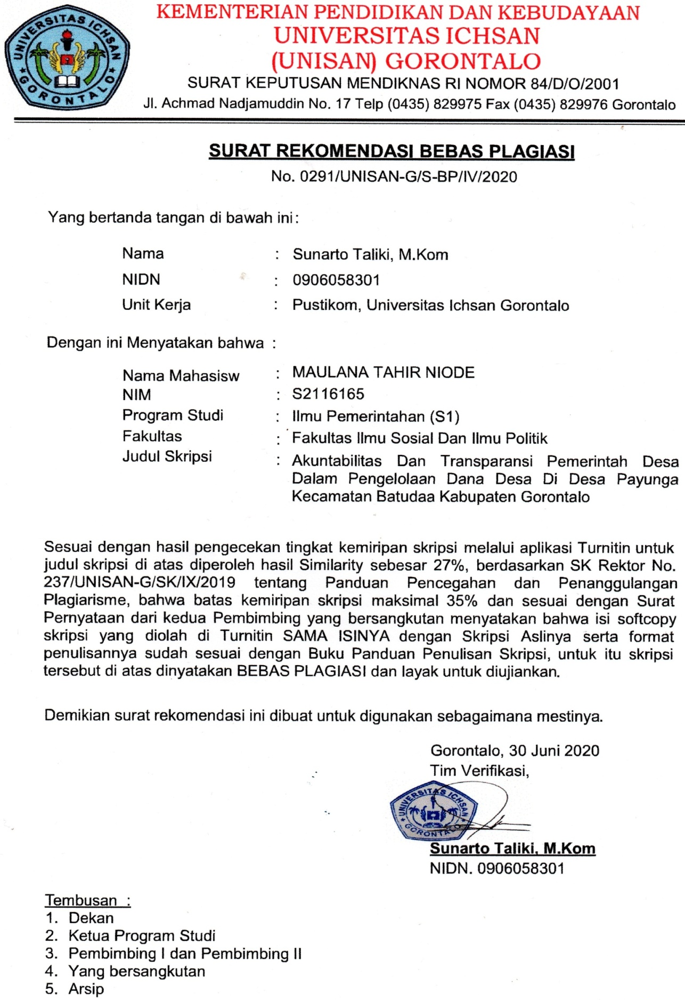 UNIVERSITAS ICHSAN
GORONTALO
KEMENTERIAN PENDIDIKAN DAN KEBUDAYAAN
UNIVERSITAS ICHSAN
(UNISAN) GORONTALO
SURAT KEPUTUSAN MENDIKNAS RI NOMOR 84/D/O/2001
Jl. Achmad Nadjamuddin No. 17 Telp (0435) 829975 Fax (0435) 829976 Gorontalo
SURAT REKOMENDASI BEBAS PLAGIASI
No. 0291/UNISAN-G/S-BP/IV/2020
Yang bertanda tangan di bawah ini :
Nama : Sunarto Taliki, M.Kom
NIDN : 0906058301
Unit Kerja : Pustikom, Universitas Ichsan Gorontalo
Dengan ini Menyatakan bahwa :
Nama Mahasisw : MAULANA TAHIR NIODE
NIM : S2116165
Program Studi : Ilmu Pemerintahan (S1)
Fakultas : Fakultas Ilmu Sosial Dan Ilmu Politik
Judul Skripsi : Akuntabilitas Dan Transparansi Pemerintah Desa
Dalam Pengelolaan Dana Desa Di Desa Payunga
Kecamatan Batudaa Kabupaten Gorontalo
Sesuai dengan hasil pengecekan tingkat kemiripan skripsi melalui aplikasi Turnitin untuk
judul skripsi di atas diperoleh hasil Similarity sebesar 27%, berdasarkan SK Rektor No.
237/UNISAN-G/SK/IX/2019 tentang Panduan Pencegahan dan Penanggulangan
Plagiarisme, bahwa batas kemiripan skripsi maksimal 35% dan sesuai dengan Surat
Pernyataan dari kedua Pembimbing yang bersangkutan menyatakan bahwa isi softcopy
skripsi yang diolah di Turnitin SAMA ISINYA dengan Skripsi Aslinya serta format
penulisannya sudah sesuai dengan Buku Panduan Penulisan Skripsi, untuk itu skripsi
tersebut di atas dinyatakan BEBAS PLAGIASI dan layak untuk diujiankan.
Demikian surat rekomendasi ini dibuat untuk digunakan sebagaimana mestinya.
Gorontalo, 30 Juni 2020
Tim Verifikasi,
UNIVERSITAS ICHSAN
GORONTALO
Sunarto Taliki, M.Kom
NIDN. 0906058301
Tembusan :
1. Dekan
2. Ketua Program Studi
3. Pembimbing I dan Pembimbing II
4. Yang bersangkutan
5. Arsip